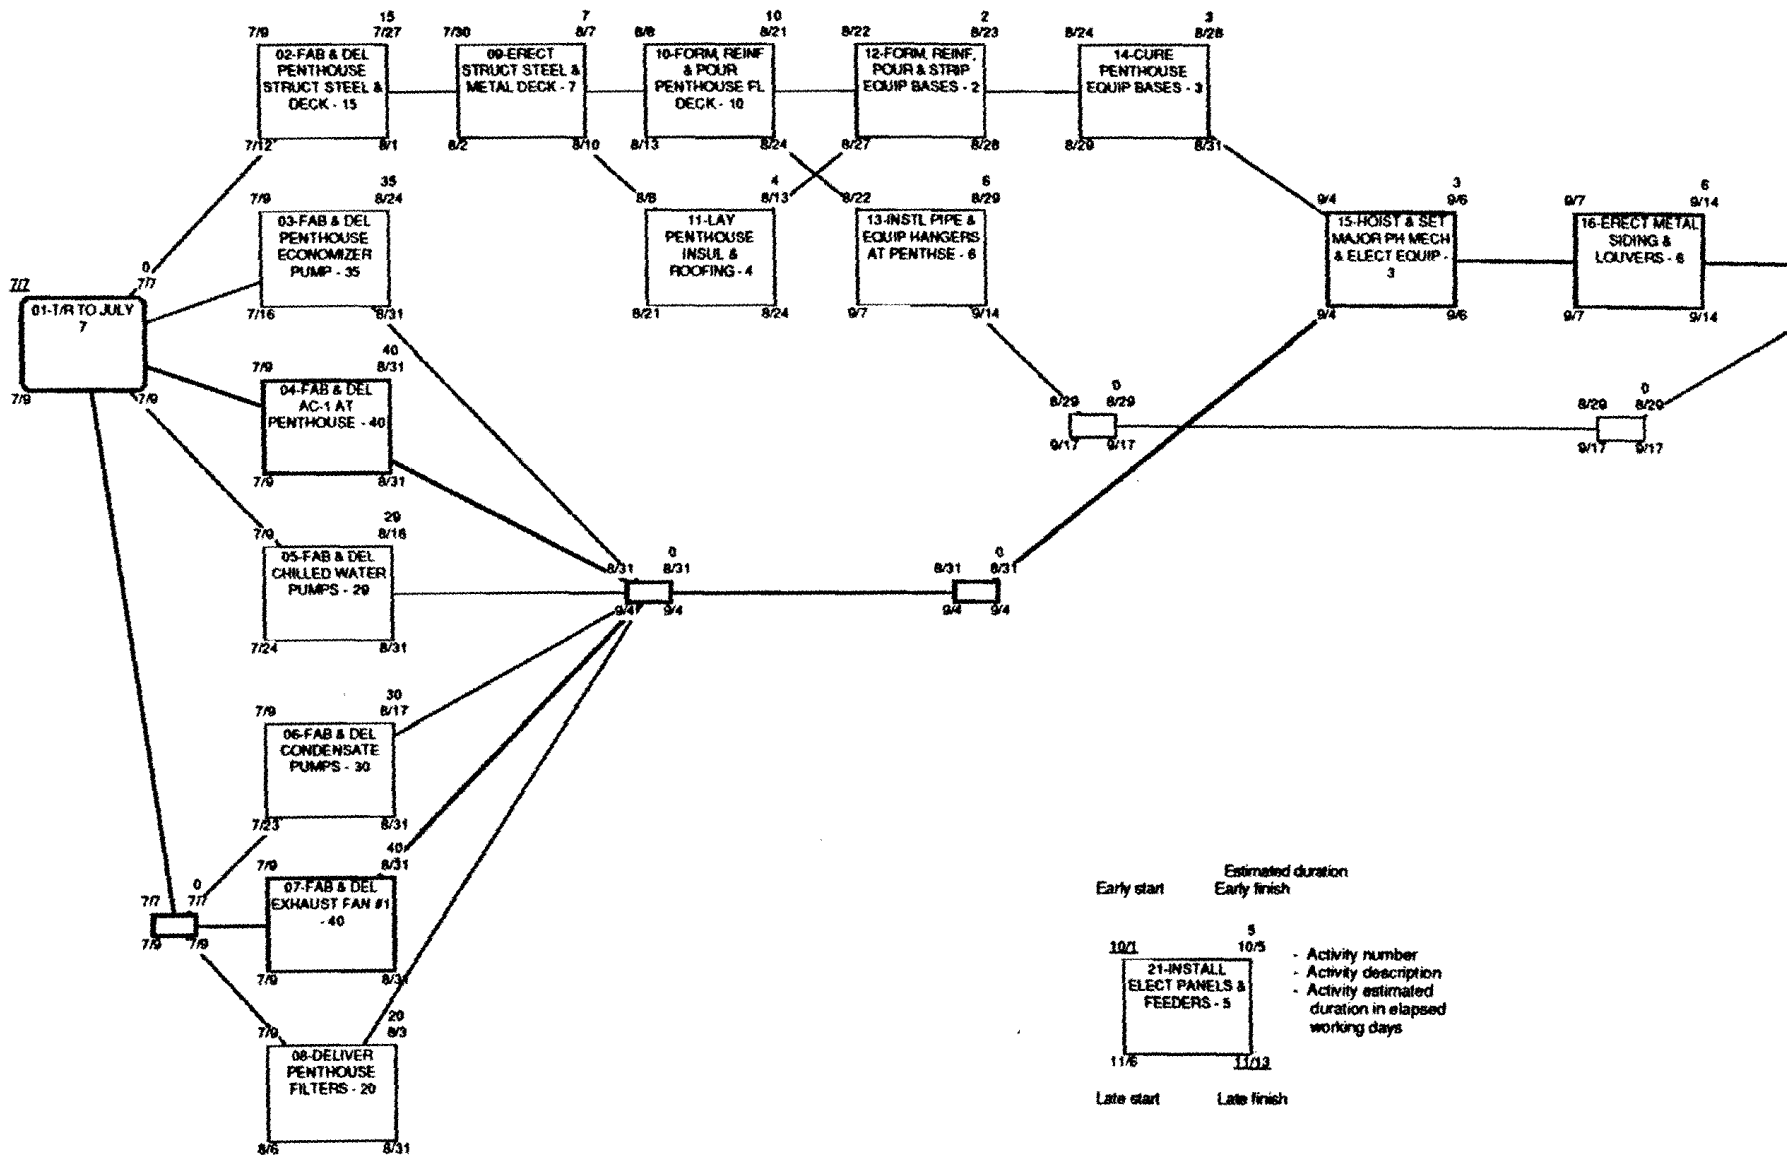 15
7/9 7/27
02-FAB & DEL
PENTHOUSE
STRUCT STEEL &
DECK - 15
7/12 8/1
7
7/30 8/7
09-ERECT
STRUCT STEEL &
METAL DECK - 7
8/2 8/10
10
8/8 8/21
10-FORM, REINF
& POUR
PENTHOUSE FL
DECK - 10
8/13 8/24
2
8/22 8/23
12-FORM, REINF,
POUR & STRIP
EQUIP BASES - 2
8/27 8/28
3
8/24 8/28
14-CURE
PENTHOUSE
EQUIP BASES - 3
8/29 8/31
35
7/9 8/24
03-FAB & DEL
PENTHOUSE
ECONOMIZER
PUMP - 35
7/16 8/31
4
8/8 8/13
11-LAY
PENTHOUSE
INSUL &
ROOFING - 4
8/21 8/24
6
8/22 8/29
13-INSTL PIPE &
EQUIP HANGERS
AT PENTHSE - 6
9/7 9/14
3
9/4 9/6
15-HOIST & SET
MAJOR PH MECH
& ELECT EQUIP -
3
9/4 9/6
6
9/7 9/14
16-ERECT METAL
SIDING &
LOUVERS - 6
9/7 9/14
0
7/7 7/7
01-T/R TO JULY
7
7/9 7/9
40
7/9 8/31
04-FAB & DEL
AC-1 AT
PENTHOUSE - 40
7/9 8/31
0
8/29 8/29
9/17 9/17
0
8/29 8/29
9/17 9/17
29
7/9 8/16
05-FAB & DEL
CHILLED WATER
PUMPS - 29
7/24 8/31
0
8/31 8/31
9/4 9/4
0
8/31 8/31
9/4 9/4
30
7/9 8/17
06-FAB & DEL
CONDENSATE
PUMPS - 30
7/23 8/31
0
7/7 7/7
7/9 7/9
40
7/9 8/31
07-FAB & DEL
EXHAUST FAN #1
- 40
7/9 8/31
20
7/9 8/3
08-DELIVER
PENTHOUSE
FILTERS - 20
8/6 8/31
Estimated duration
Early start Early finish
5
10/1 10/5
21-INSTALL
ELECT PANELS &
FEEDERS - 5
11/6 11/13
Late start Late finish
- Activity number
- Activity description
- Activity estimated
duration in elapsed
working days